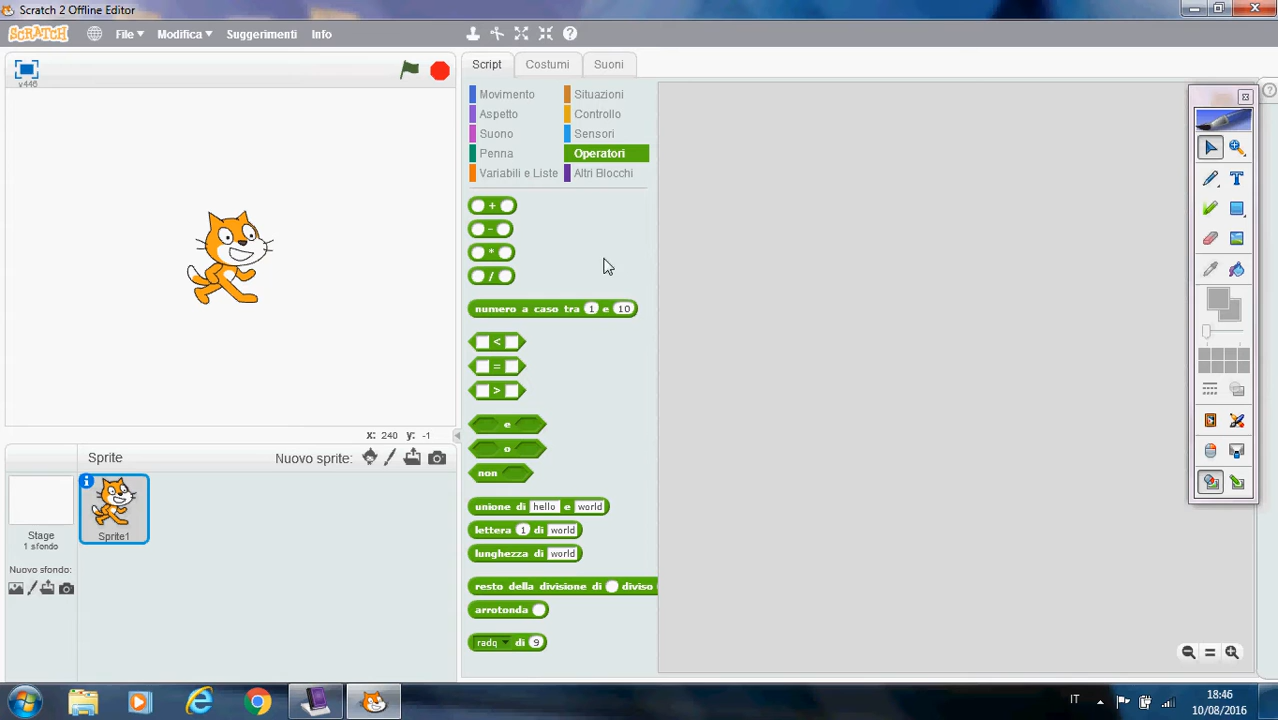 Scratch 2 Offline Editor
SCRATCH File Modifica Suggerimenti Info
v446
Script Costumi Suoni
Movimento Situazioni
Aspetto Controllo
Suono Sensori
Penna Operatori
Variabili e Liste Altri Blocchi
+
-
*
/
numero a caso tra 1 e 10
<
=
>
e
o
non
unione di hello e world
lettera 1 di world
lunghezza di world
resto della divisione di diviso
arrotonda
radq di 9
x: 240 y: -1
Sprite Nuovo sprite:
Stage
1 sfondo
Sprite1
Nuovo sfondo:
IT
18:46
10/08/2016